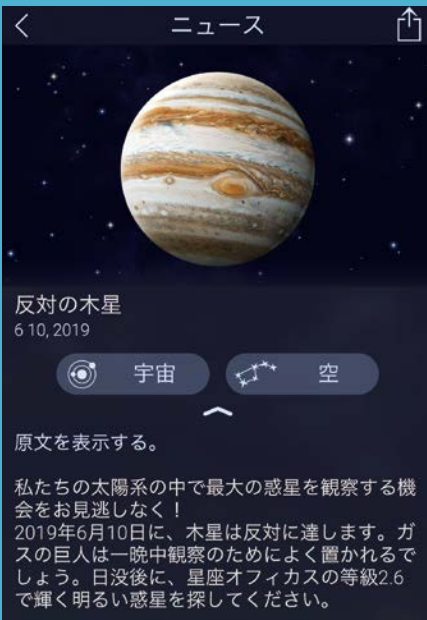 ニュース
反対の木星
6 10, 2019
宇宙
空
原文を表示する。
私たちの太陽系の中で最大の惑星を観察する機
会をお見逃しなく！
2019年6月10日に、木星は反対に達します。ガ
スの巨人は一晩中観察のためによく置かれるで
しょう。日没後に、星座オフィカスの等級2.6
で輝く明るい惑星を探してください。